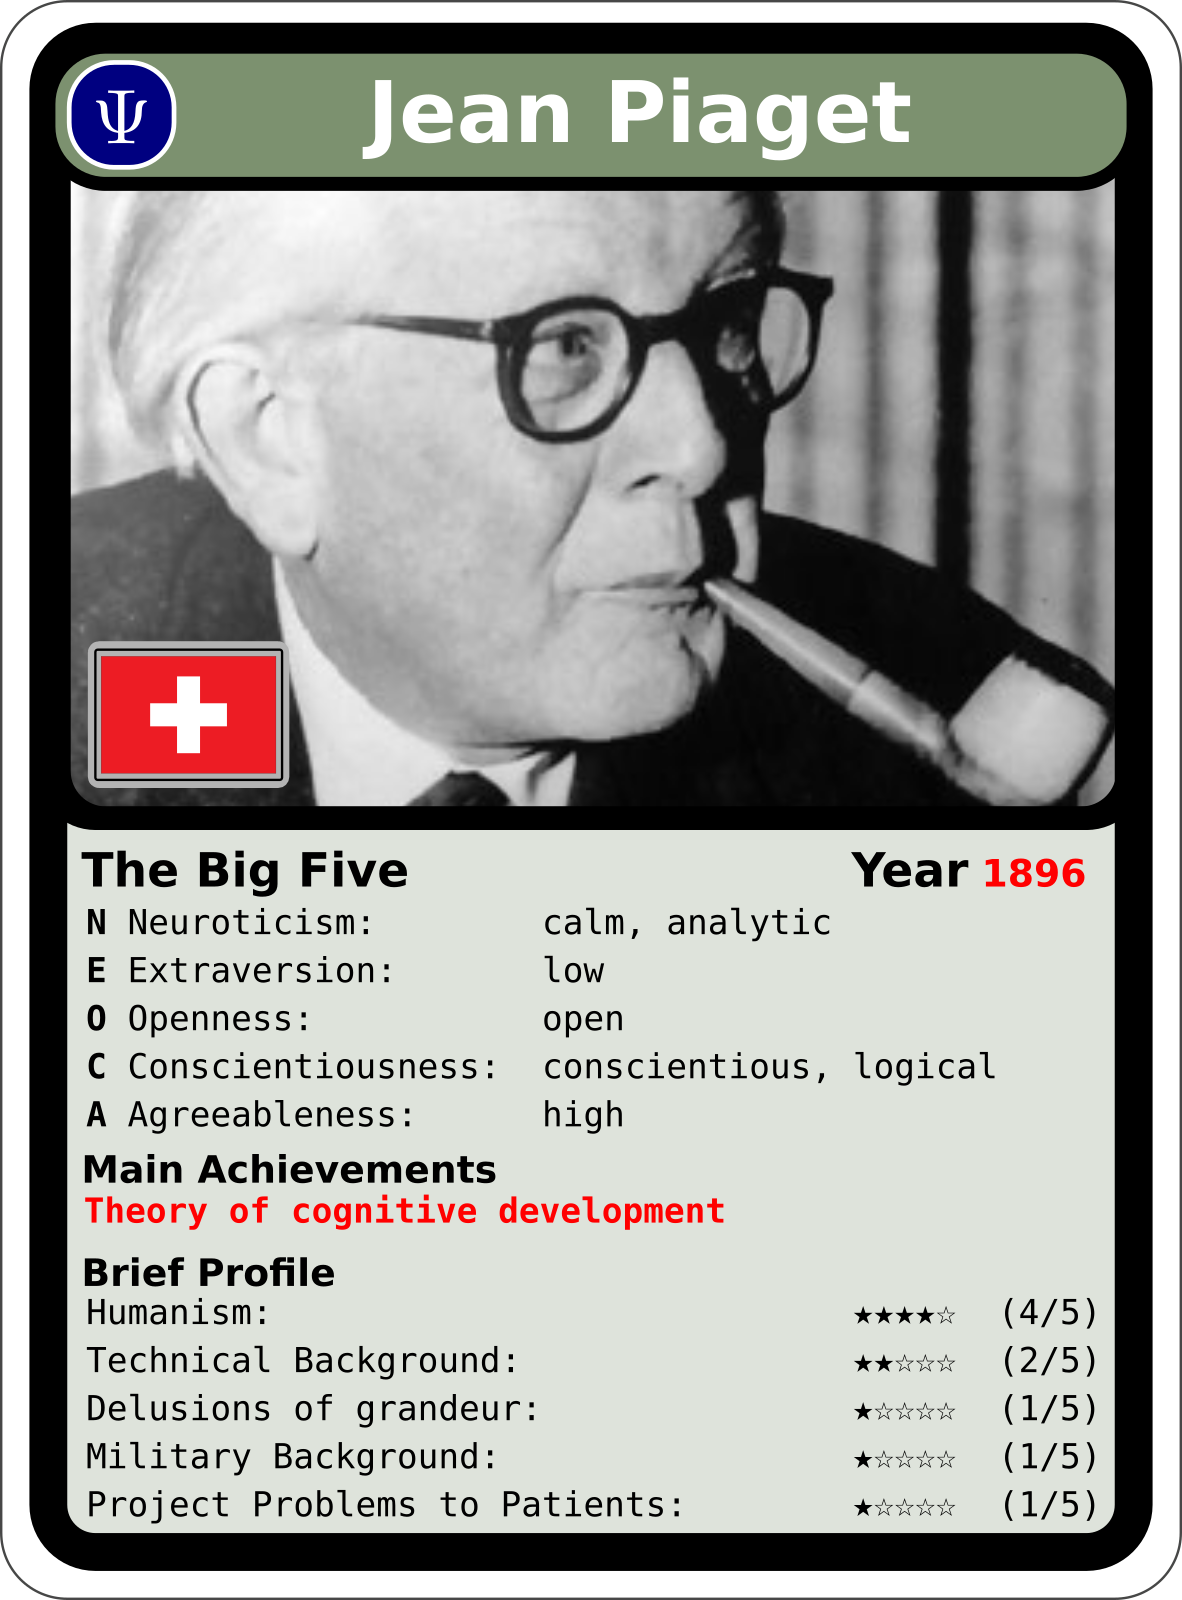 Ψ Jean Piaget
The Big Five Year 1896
N Neuroticism: calm, analytic
E Extraversion: low
O Openness: open
C Conscientiousness: conscientious, logical
A Agreeableness: high
Main Achievements
Theory of cognitive development
Brief Profile
Humanism: ★★★★☆ (4/5)
Technical Background: ★★☆☆☆ (2/5)
Delusions of grandeur: ★☆☆☆☆ (1/5)
Military Background: ★☆☆☆☆ (1/5)
Project Problems to Patients: ★☆☆☆☆ (1/5)